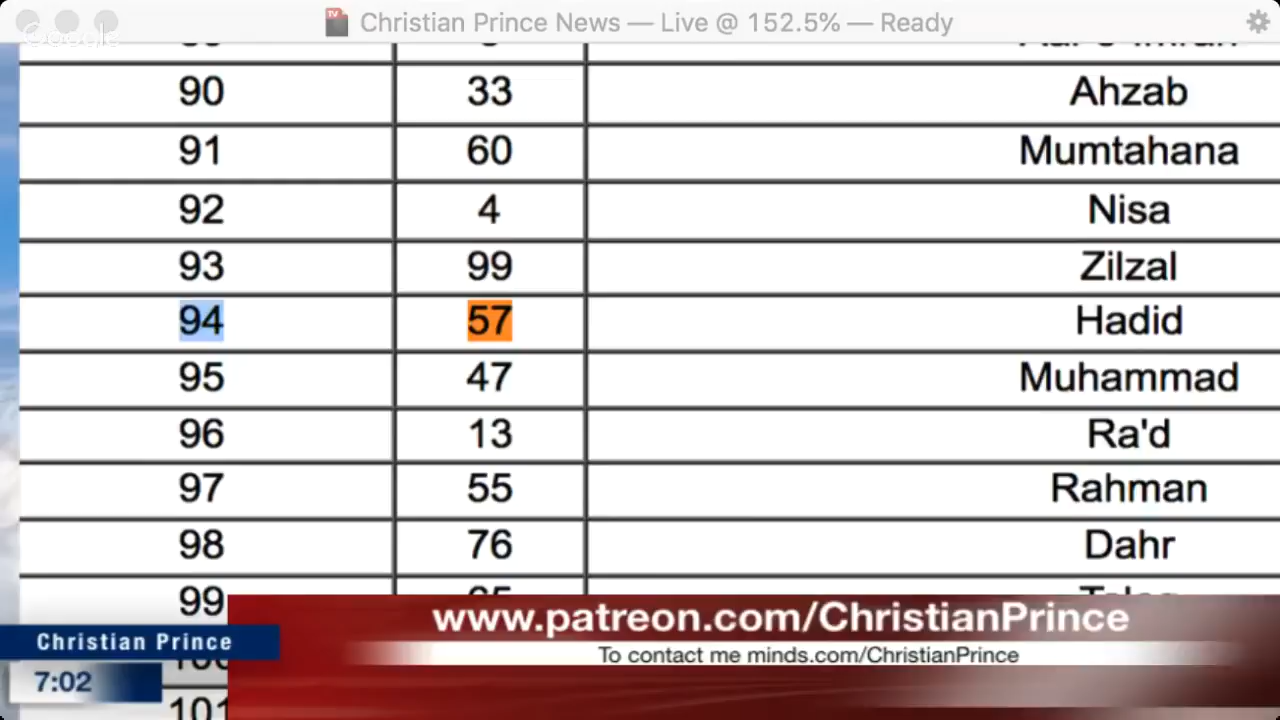 Christian Prince News — Live @ 152.5% — Ready
Google
90 33 Ahzab
91 60 Mumtahana
92 4 Nisa
93 99 Zilzal
94 57 Hadid
95 47 Muhammad
96 13 Ra'd
97 55 Rahman
98 76 Dahr
99
www.patreon.com/ChristianPrince
Christian Prince
To contact me minds.com/ChristianPrince
7:02
101